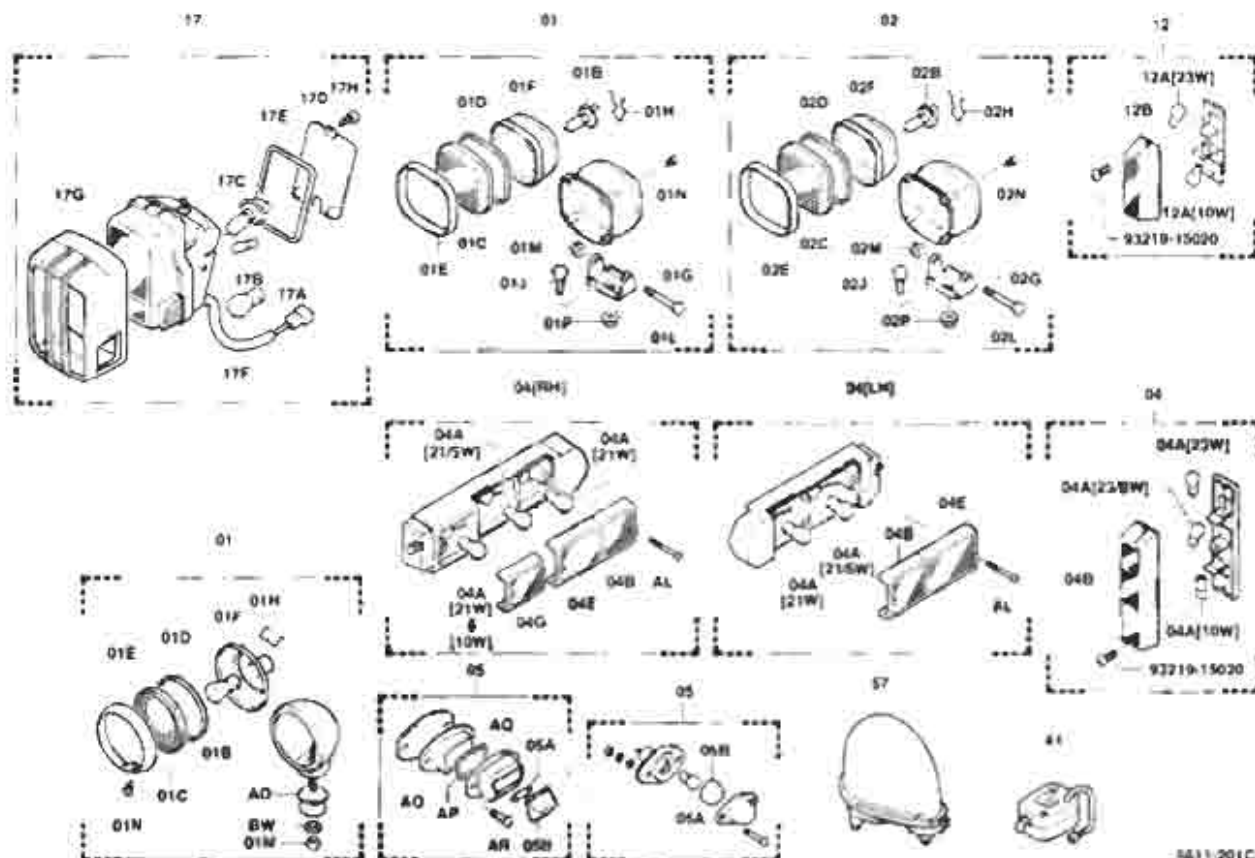 17
01
02
12
17H
17D
17E
17C
17G
17B
17A
17F
01B
01F
01D
01H
01N
01C
01M
01E
01J
01G
01P
01L
02B
02F
02D
02H
02N
02C
02M
02E
02J
02G
02P
02L
12A[23W]
12B
12A[10W]
93219-15020
04(RH)
04(LH)
04
04A
[21/5W]
04A
[21W]
04A
[21W]
[10W]
04G
04E
04B
AL
04E
04B
04A
[21/5W]
04A
[21W]
AL
04A[23W]
04A[23/8W]
04B
04A[10W]
93219-15020
01
01H
01F
01D
01E
01B
01C
01N
AO
BW
01M
05
AQ
05A
AO
AP
AR
05B
05
05B
05A
57
61